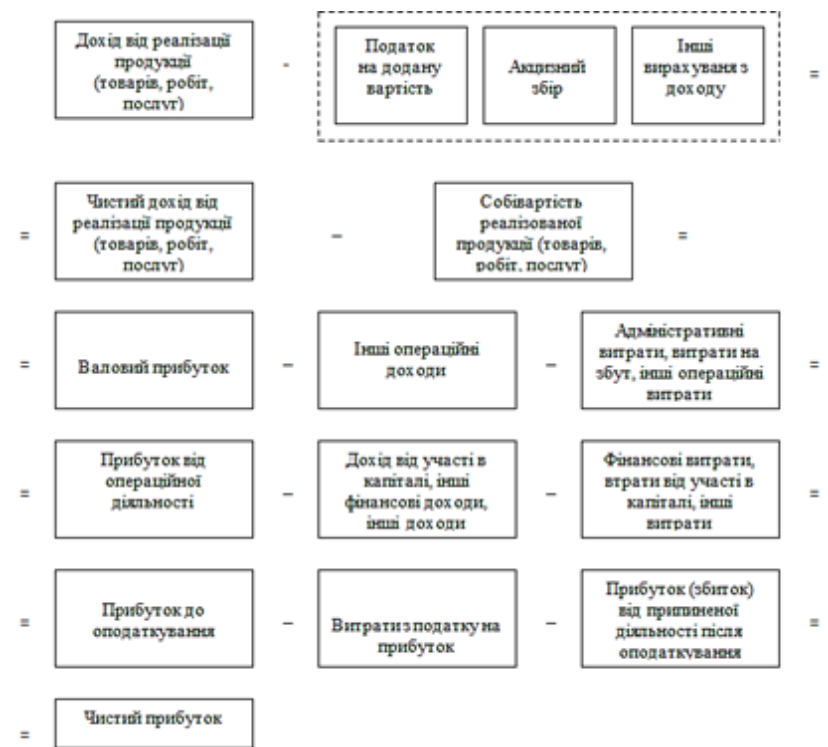 Дохід від реалізації
продукції
(товарів, робіт,
послуг)
-
Податок
на додану
вартість
Акцизний
збір
Інші
вирахуваня з
доходу
=
=
Чистий дохід від
реалізації продукції
(товарів, робіт,
послуг)
–
Собівартість
реалізованої
продукції (товарів,
робіт, послуг)
=
=
Валовий прибуток
–
Інші операційні
доходи
–
Адміністративні
витрати, витрати на
збут, інші операційні
витрати
=
=
Прибуток від
операційної
діяльності
–
Дохід від участі в
капіталі, інші
фінансові доходи,
інші доходи
–
Фінансові витрати,
втрати від участі в
капіталі, інші
витрати
=
=
Прибуток до
оподаткування
–
Витрати з податку на
прибуток
–
Прибуток (збиток)
від припиненої
діяльності після
оподаткування
=
=
Чистий прибуток